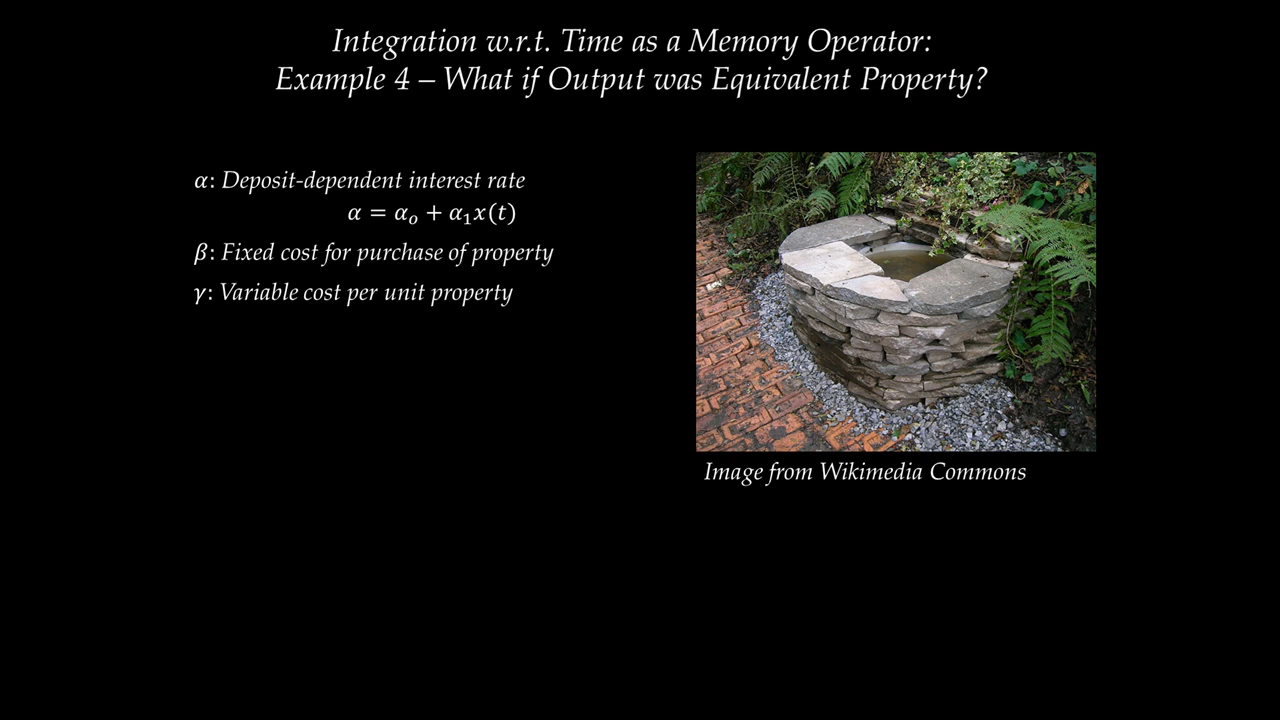 Integration w.r.t. Time as a Memory Operator:
Example 4 – What if Output was Equivalent Property?
α: Deposit-dependent interest rate
α = αₒ + α₁x(t)
β: Fixed cost for purchase of property
γ: Variable cost per unit property
Image from Wikimedia Commons